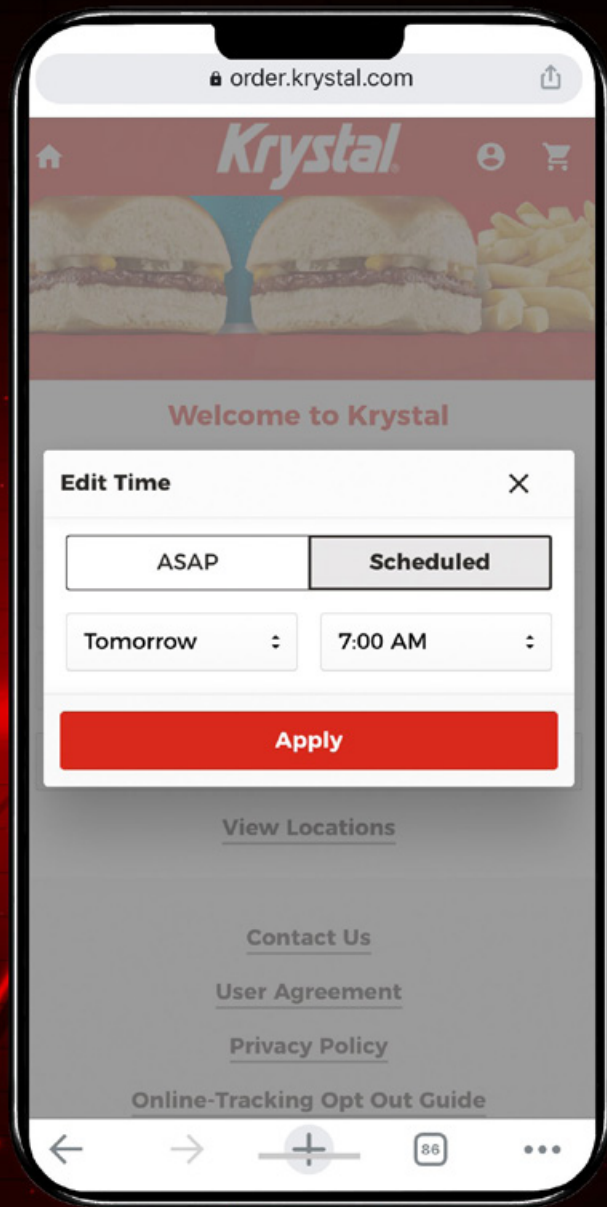 order.krystal.com
Krystal
Welcome to Krystal
Edit Time
ASAP Scheduled
Tomorrow 7:00 AM
Apply
View Locations
Contact Us
User Agreement
Privacy Policy
Online-Tracking Opt Out Guide
86